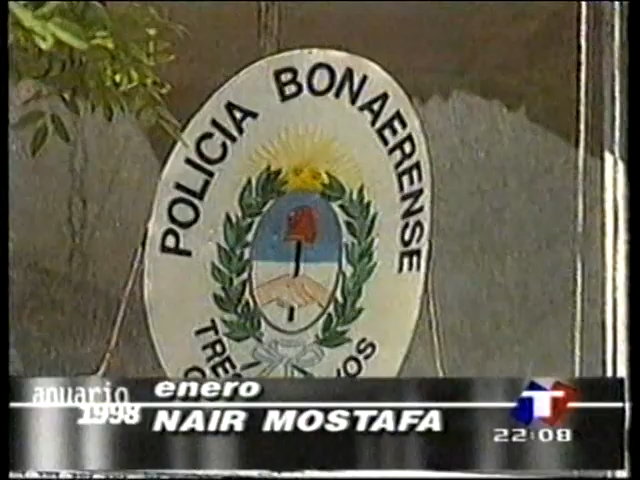 POLICIA BONAERENSE
anuario
1998
enero
NAIR MOSTAFA
T
22:08